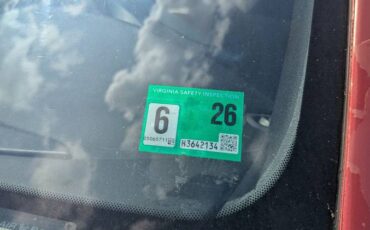 VIRGINIA SAFETY INSPECTION
6 26
H3642134